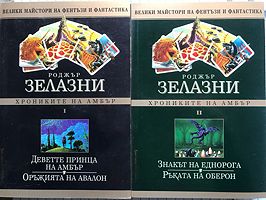 ВЕЛИКИ МАЙСТОРИ НА ФЕНТЪЗИ И ФАНТАСТИКА
РОДЖЪР
ЗЕЛАЗНИ
ХРОНИКИТЕ НА АМБЪР
I
ДЕВЕТТЕ ПРИНЦА
НА АМБЪР
ОРЪЖИЯТА НА АВАЛОН
ВЕЛИКИ МАЙСТОРИ НА ФЕНТЪЗИ И ФАНТАСТИКА
РОДЖЪР
ЗЕЛАЗНИ
ХРОНИКИТЕ НА АМБЪР
II
ЗНАКЪТ НА ЕДНОРОГА
РЪКАТА НА ОБЕРОН